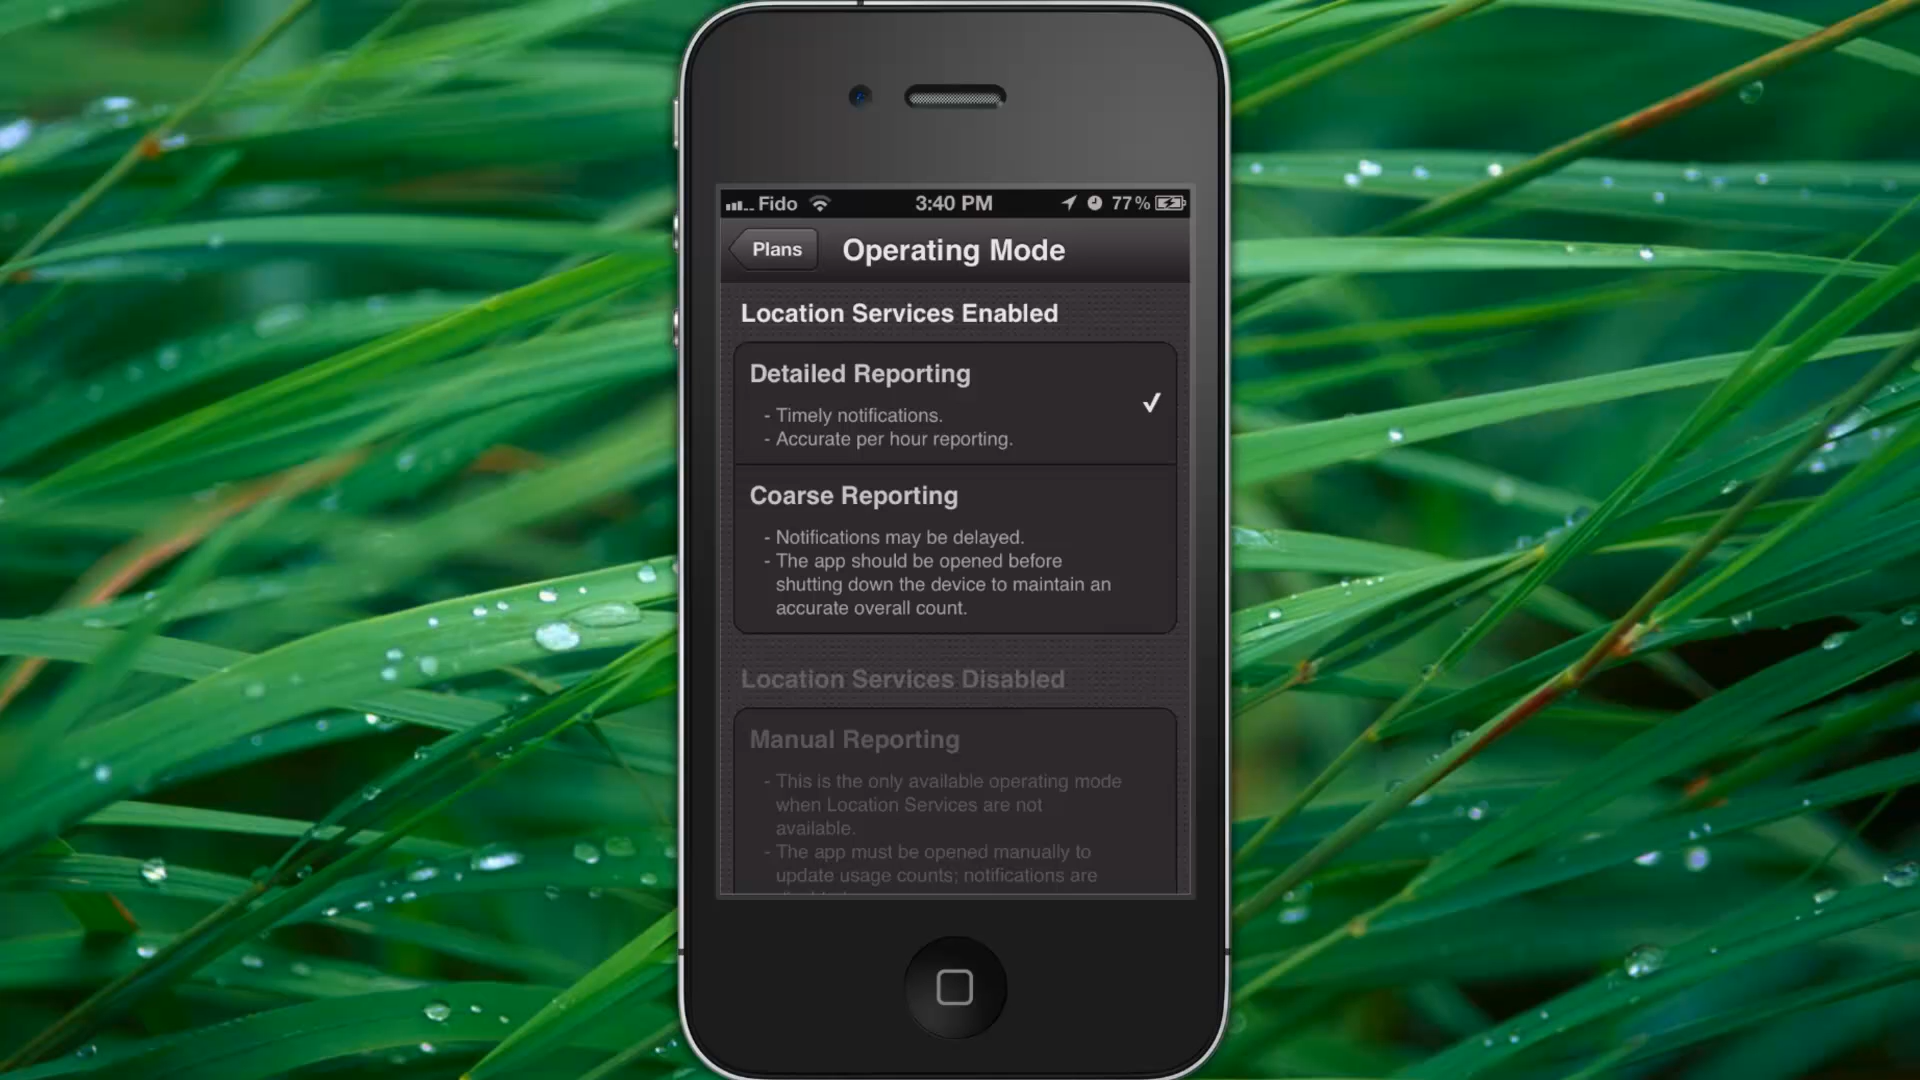 Fido 3:40 PM 77%
Plans Operating Mode
Location Services Enabled
Detailed Reporting
- Timely notifications.
- Accurate per hour reporting.
Coarse Reporting
- Notifications may be delayed.
- The app should be opened before
shutting down the device to maintain an
accurate overall count.
Location Services Disabled
Manual Reporting
- This is the only available operating mode
when Location Services are not
available.
- The app must be opened manually to
update usage counts; notifications are